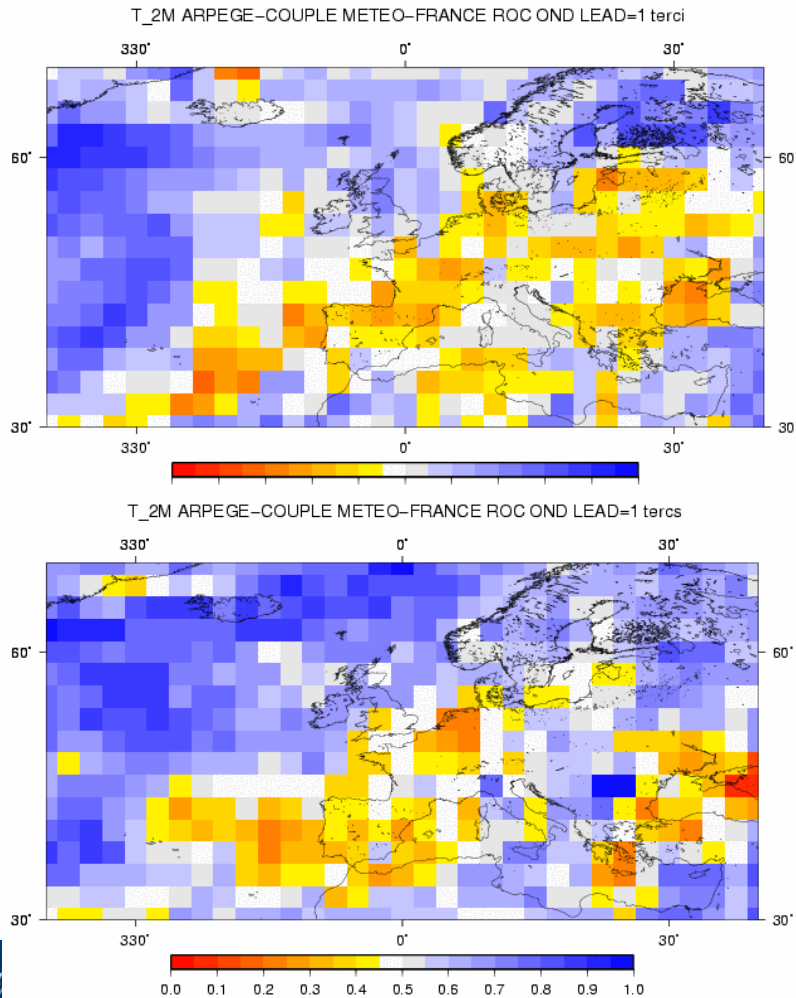 T_2M ARPEGE-COUPLE METEO-FRANCE ROC OND LEAD=1 terci
330˚ 0˚ 30˚
60˚ 60˚
30˚ 30˚
330˚ 0˚ 30˚
T_2M ARPEGE-COUPLE METEO-FRANCE ROC OND LEAD=1 tercs
330˚ 0˚ 30˚
60˚ 60˚
30˚ 30˚
330˚ 0˚ 30˚
0.0 0.1 0.2 0.3 0.4 0.5 0.6 0.7 0.8 0.9 1.0